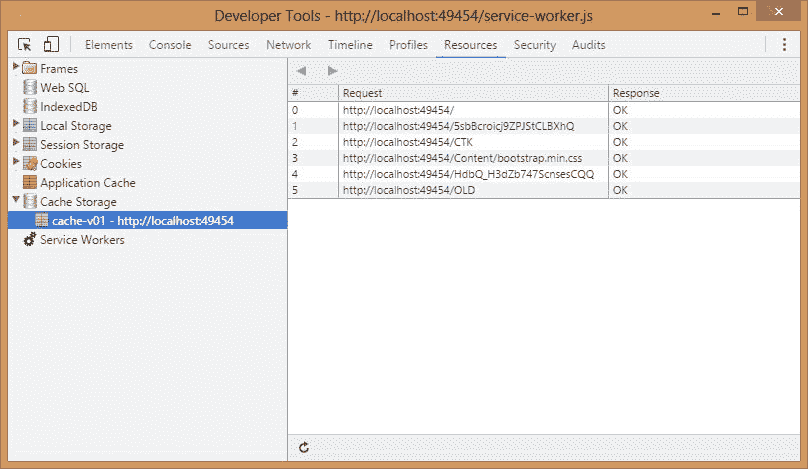 Developer Tools - http://localhost:49454/service-worker.js
Elements Console Sources Network Timeline Profiles Resources Security Audits
Frames
Web SQL
IndexedDB
Local Storage
Session Storage
Cookies
Application Cache
Cache Storage
cache-v01 - http://localhost:49454
Service Workers
# Request Response
0 http://localhost:49454/ OK
1 http://localhost:49454/5sbBcroicj9ZPJStCLBXhQ OK
2 http://localhost:49454/CTK OK
3 http://localhost:49454/Content/bootstrap.min.css OK
4 http://localhost:49454/HdbQ_H3dZb747ScnsesCQQ OK
5 http://localhost:49454/OLD OK